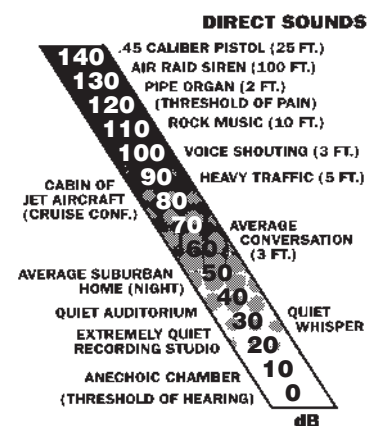 DIRECT SOUNDS
140 .45 CALIBER PISTOL (25 FT.)
AIR RAID SIREN (100 FT.)
130 PIPE ORGAN (2 FT.)
120 (THRESHOLD OF PAIN)
110 ROCK MUSIC (10 FT.)
100 VOICE SHOUTING (3 FT.)
90 HEAVY TRAFFIC (5 FT.)
CABIN OF
JET AIRCRAFT 80
(CRUISE CONF.)
70 AVERAGE
60 CONVERSATION
(3 FT.)
AVERAGE SUBURBAN 50
HOME (NIGHT)
40
QUIET AUDITORIUM 30 QUIET
WHISPER
EXTREMELY QUIET
RECORDING STUDIO 20
10
ANECHOIC CHAMBER
(THRESHOLD OF HEARING) 0
dB